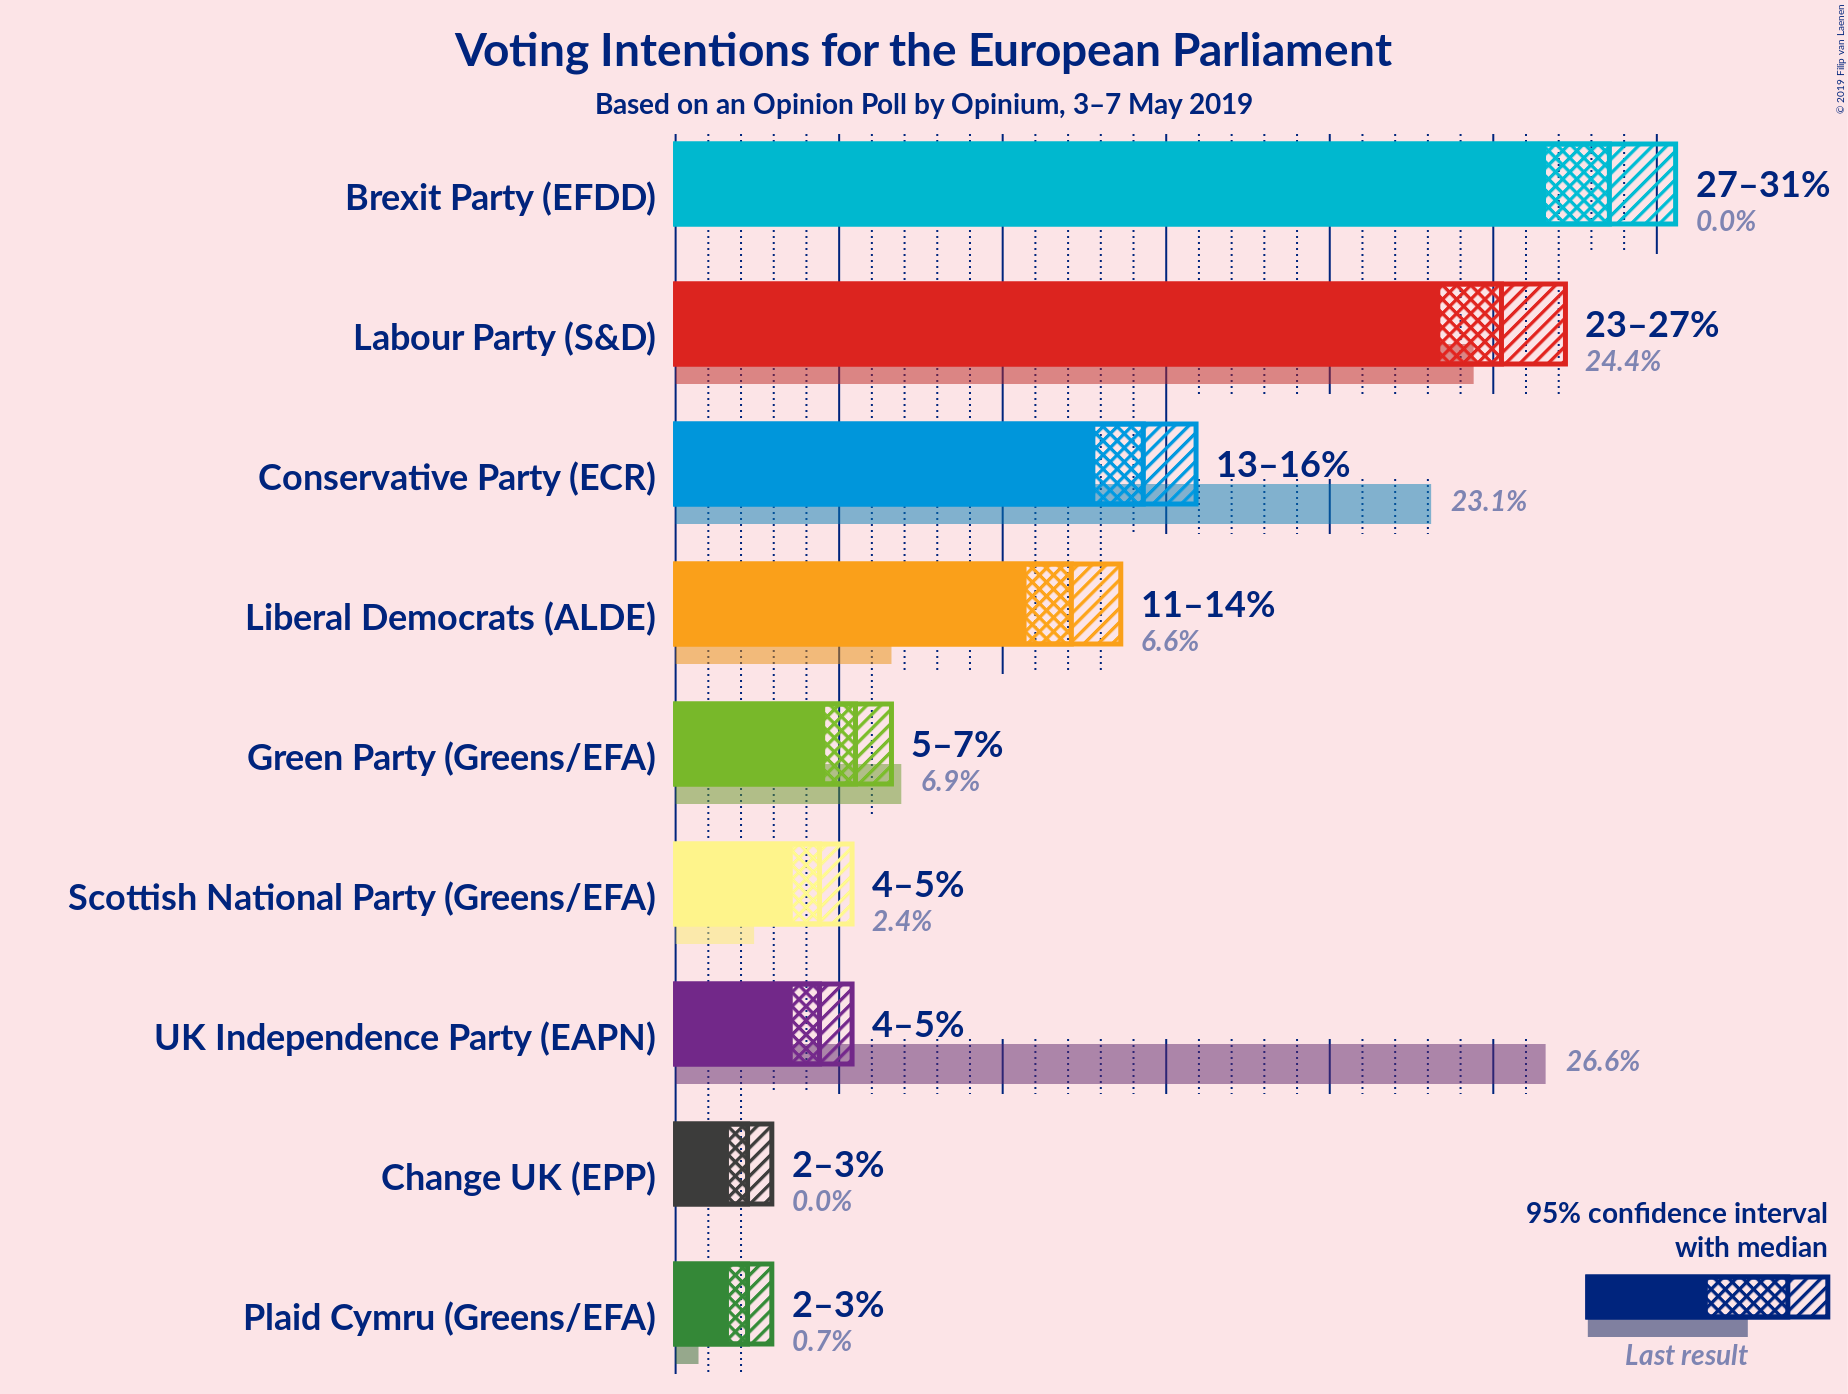 Voting Intentions for the European Parliament
Based on an Opinion Poll by Opinium, 3–7 May 2019
© 2019 Filip van Laenen
Brexit Party (EFDD)
27–31%
0.0%
Labour Party (S&D)
23–27%
24.4%
Conservative Party (ECR)
13–16%
23.1%
Liberal Democrats (ALDE)
11–14%
6.6%
Green Party (Greens/EFA)
5–7%
6.9%
Scottish National Party (Greens/EFA)
4–5%
2.4%
UK Independence Party (EAPN)
4–5%
26.6%
Change UK (EPP)
2–3%
0.0%
Plaid Cymru (Greens/EFA)
2–3%
0.7%
95% confidence interval
with median
Last result